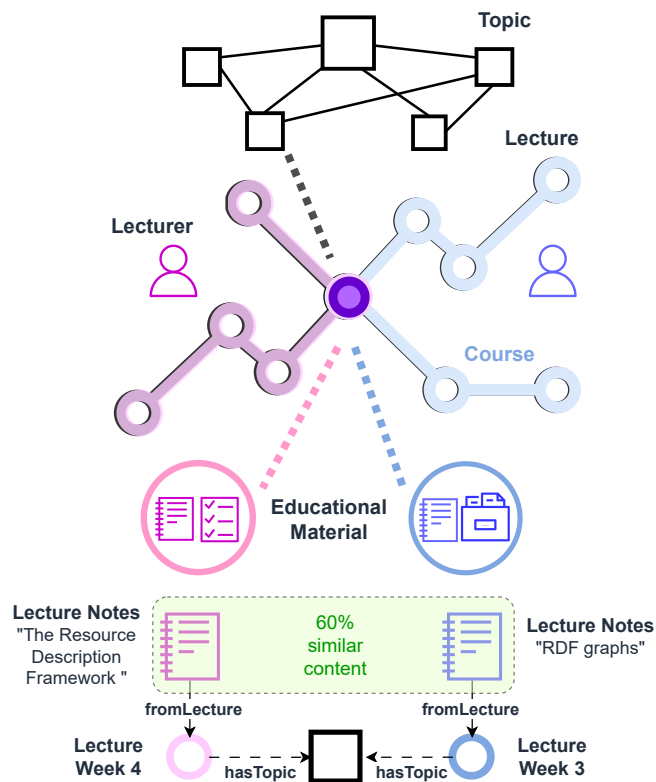 Topic
Lecture
Lecturer
Course
Educational
Material
Lecture Notes
"The Resource
Description
Framework "
60%
similar
content
Lecture Notes
"RDF graphs"
fromLecture
fromLecture
Lecture
Week 4
hasTopic
hasTopic
Lecture
Week 3